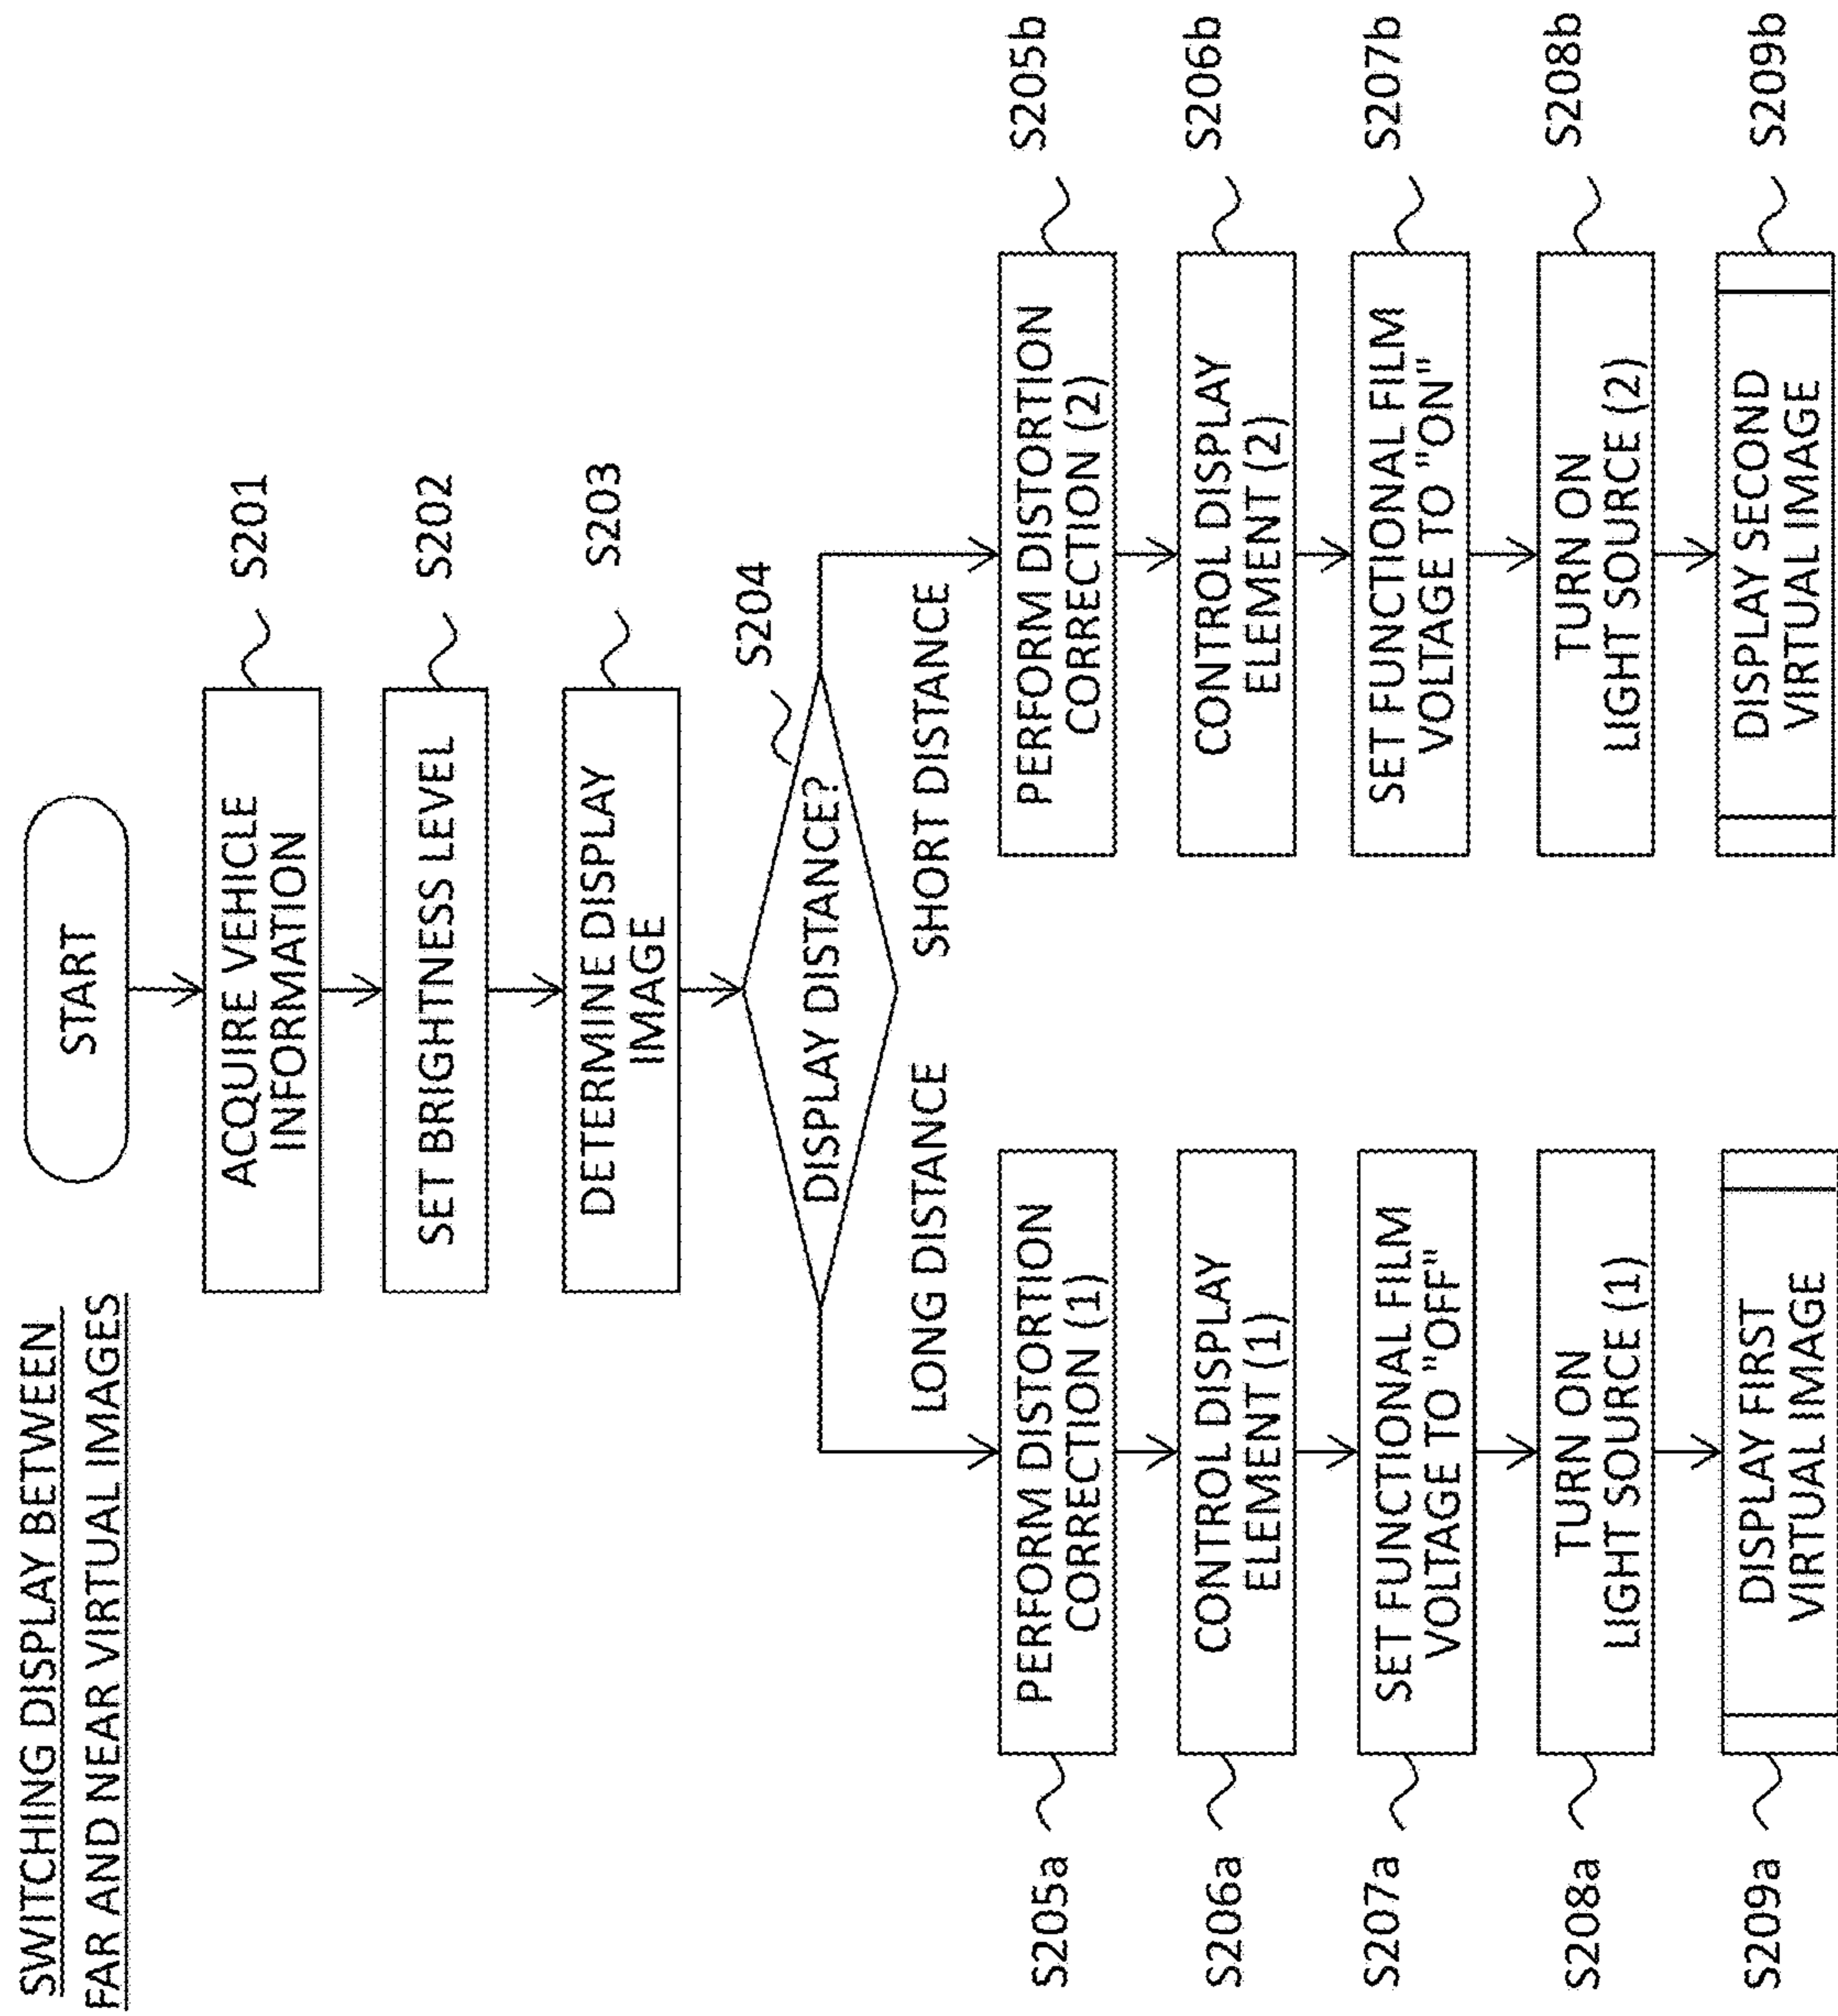 SWITCHING DISPLAY BETWEEN
FAR AND NEAR VIRTUAL IMAGES
START
ACQUIRE VEHICLE
INFORMATION
S201
SET BRIGHTNESS LEVEL
S202
DETERMINE DISPLAY
IMAGE
S203
DISPLAY DISTANCE?
S204
LONG DISTANCE
SHORT DISTANCE
S205a
PERFORM DISTORTION
CORRECTION (1)
PERFORM DISTORTION
CORRECTION (2)
S205b
S206a
CONTROL DISPLAY
ELEMENT (1)
CONTROL DISPLAY
ELEMENT (2)
S206b
S207a
SET FUNCTIONAL FILM
VOLTAGE TO "OFF"
SET FUNCTIONAL FILM
VOLTAGE TO "ON"
S207b
S208a
TURN ON
LIGHT SOURCE (1)
TURN ON
LIGHT SOURCE (2)
S208b
S209a
DISPLAY FIRST
VIRTUAL IMAGE
DISPLAY SECOND
VIRTUAL IMAGE
S209b